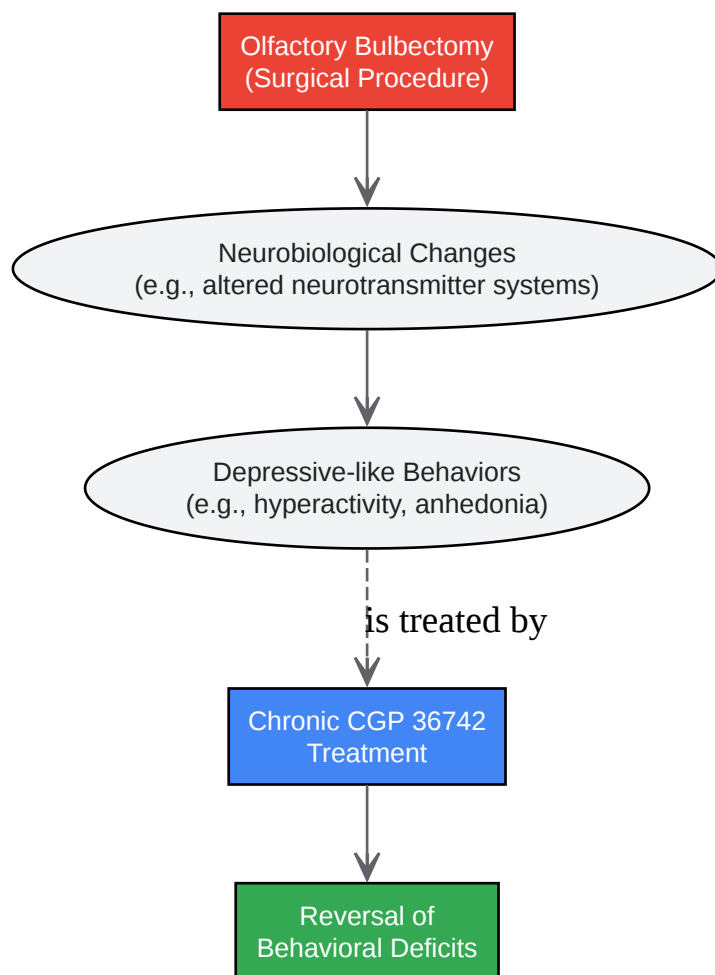 Olfactory Bulbectomy
(Surgical Procedure)
Neurobiological Changes
(e.g., altered neurotransmitter systems)
Depressive-like Behaviors
(e.g., hyperactivity, anhedonia)
is treated by
Chronic CGP 36742
Treatment
Reversal of
Behavioral Deficits